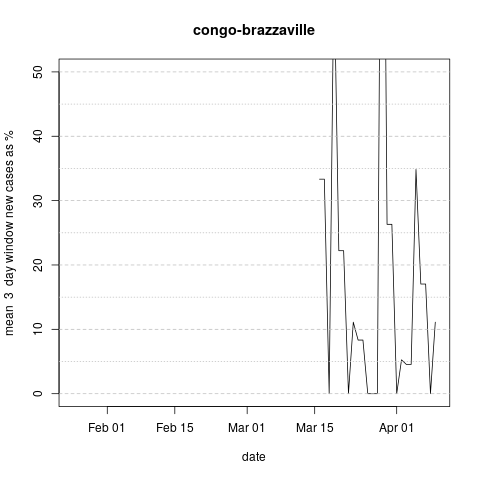 congo-brazzaville
mean 3 day window new cases as %
50
40
30
20
10
0
Feb 01 Feb 15 Mar 01 Mar 15 Apr 01
date